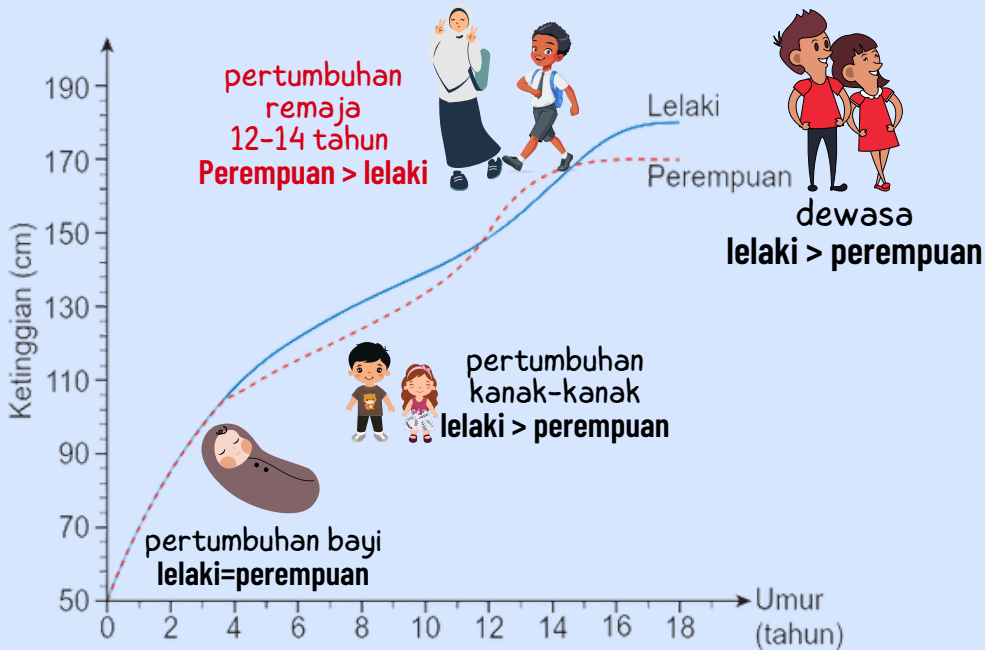 pertumbuhan
remaja
12-14 tahun
Perempuan > lelaki
Lelaki
Perempuan
dewasa
lelaki > perempuan
pertumbuhan
kanak-kanak
lelaki > perempuan
pertumbuhan bayi
lelaki=perempuan
Ketinggian (cm)
190
170
150
130
110
90
70
50
0 2 4 6 8 10 12 14 16 18
Umur
(tahun)